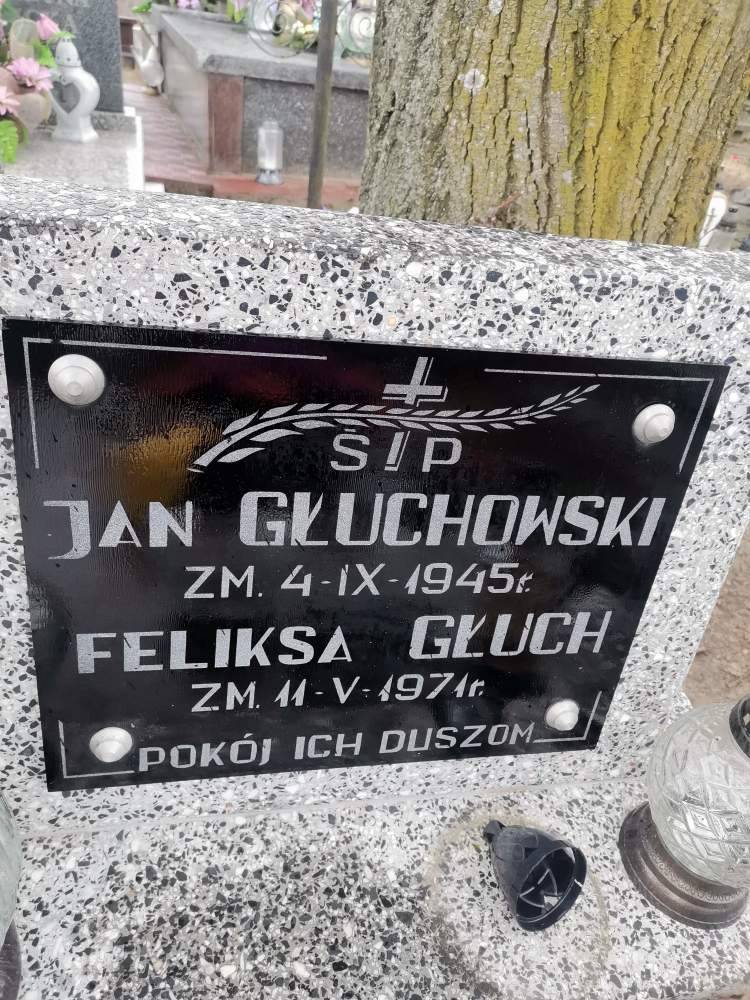 Ś P
JAN GŁUCHOWSKI
ZM. 4-IX-1945r.
FELIKSA GŁUCH
ZM. 11-V-1971r.
POKÓJ ICH DUSZOM